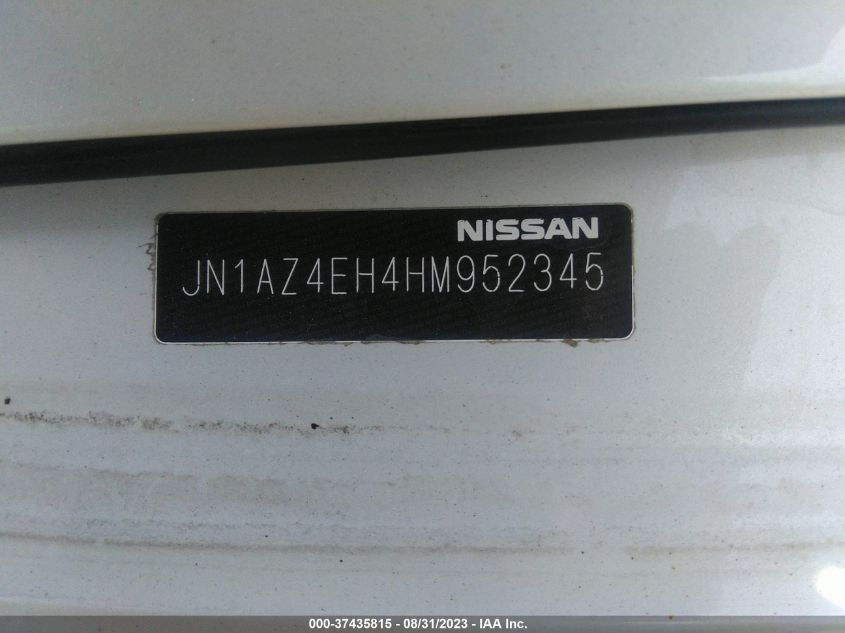 NISSAN
JN1AZ4EH4HM952345
000-37435815 - 08/31/2023 - IAA Inc.